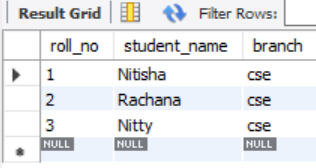 Result Grid Filter Rows:
roll_no student_name branch
1 Nitisha cse
2 Rachana cse
3 Nitty cse
NULL NULL NULL